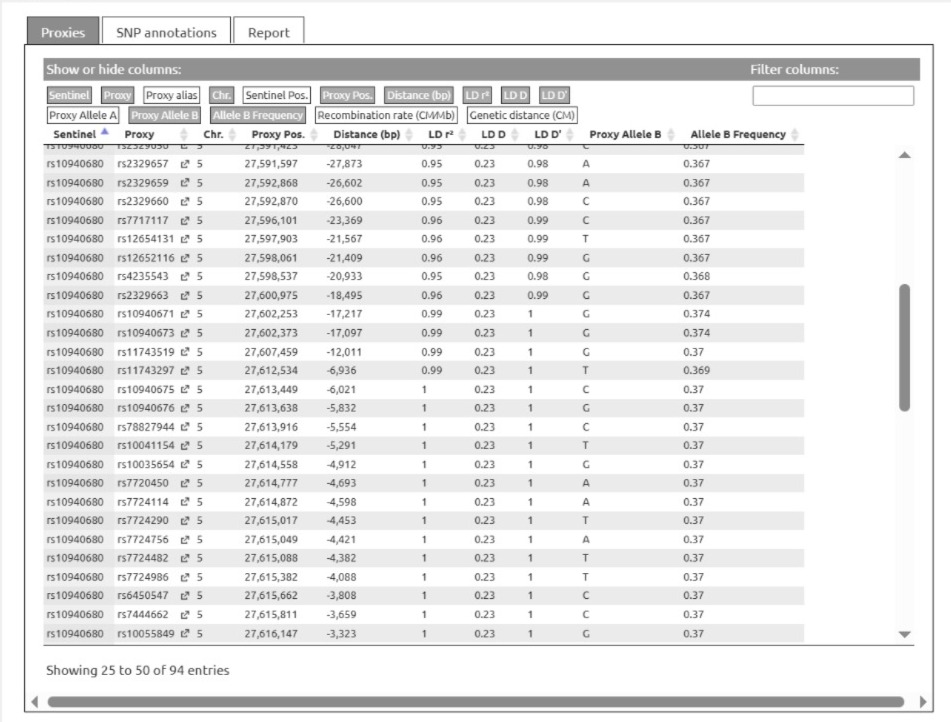 Proxies SNP annotations Report
Show or hide columns: Filter columns:
Sentinel Proxy Proxy alias Chr. Sentinel Pos. Proxy Pos. Distance (bp) LD r² LD D LD D'
Proxy Allele A Proxy Allele B Allele B Frequency Recombination rate (CMMb) Genetic distance (CM)
Sentinel Proxy Chr. Proxy Pos. Distance (bp) LD r² LD D LD D' Proxy Allele B Allele B Frequency
rs10940680 5 27,591,423 -28,047 0.95 0.23 0.98 C 0.367
rs10940680 rs2329657 5 27,591,597 -27,873 0.95 0.23 0.98 A 0.367
rs10940680 rs2329659 5 27,592,868 -26,602 0.95 0.23 0.98 A 0.367
rs10940680 rs2329660 5 27,592,870 -26,600 0.95 0.23 0.98 C 0.367
rs10940680 rs7717117 5 27,596,101 -23,369 0.96 0.23 0.99 C 0.367
rs10940680 rs12654131 5 27,597,903 -21,567 0.96 0.23 0.99 T 0.367
rs10940680 rs12652116 5 27,598,061 -21,409 0.96 0.23 0.99 G 0.367
rs10940680 rs4235543 5 27,598,537 -20,933 0.95 0.23 0.98 G 0.368
rs10940680 rs2329663 5 27,600,975 -18,495 0.96 0.23 0.99 G 0.367
rs10940680 rs10940671 5 27,602,253 -17,217 0.99 0.23 1 G 0.374
rs10940680 rs10940673 5 27,602,373 -17,097 0.99 0.23 1 G 0.374
rs10940680 rs11743519 5 27,607,459 -12,011 0.99 0.23 1 G 0.37
rs10940680 rs11743297 5 27,612,534 -6,936 0.99 0.23 1 T 0.369
rs10940680 rs10940675 5 27,613,449 -6,021 1 0.23 1 C 0.37
rs10940680 rs10940676 5 27,613,638 -5,832 1 0.23 1 G 0.37
rs10940680 rs78827944 5 27,613,916 -5,554 1 0.23 1 C 0.37
rs10940680 rs10041154 5 27,614,179 -5,291 1 0.23 1 T 0.37
rs10940680 rs10035654 5 27,614,558 -4,912 1 0.23 1 G 0.37
rs10940680 rs7720450 5 27,614,777 -4,693 1 0.23 1 A 0.37
rs10940680 rs7724114 5 27,614,872 -4,598 1 0.23 1 A 0.37
rs10940680 rs7724290 5 27,615,017 -4,453 1 0.23 1 T 0.37
rs10940680 rs7724756 5 27,615,049 -4,421 1 0.23 1 A 0.37
rs10940680 rs7724482 5 27,615,088 -4,382 1 0.23 1 T 0.37
rs10940680 rs7724986 5 27,615,382 -4,088 1 0.23 1 T 0.37
rs10940680 rs6450547 5 27,615,662 -3,808 1 0.23 1 C 0.37
rs10940680 rs7444662 5 27,615,811 -3,659 1 0.23 1 C 0.37
rs10940680 rs10055849 5 27,616,147 -3,323 1 0.23 1 G 0.37
Showing 25 to 50 of 94 entries